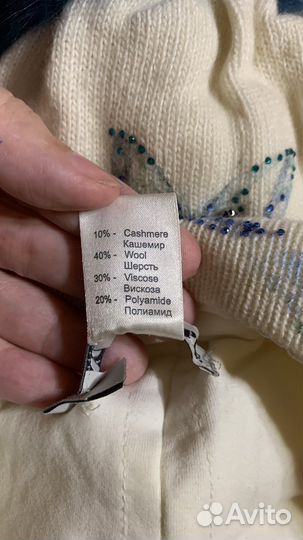 10% - Cashmere
Кашемир
40% - Wool
Шерсть
30% - Viscose
Вискоза
20% - Polyamide
Полиамид
Avito